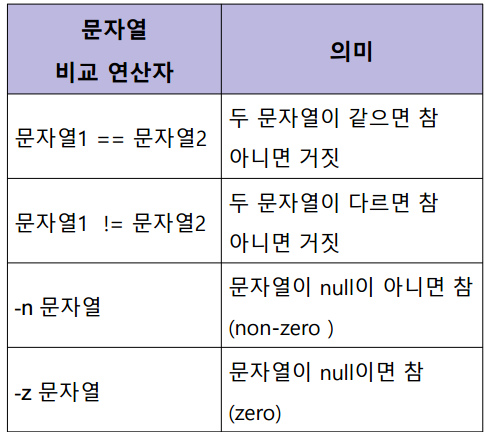 문자열
비교 연산자
의미
문자열1 == 문자열2
두 문자열이 같으면 참
아니면 거짓
문자열1 != 문자열2
두 문자열이 다르면 참
아니면 거짓
-n 문자열
문자열이 null이 아니면 참
(non-zero )
-z 문자열
문자열이 null이면 참
(zero)